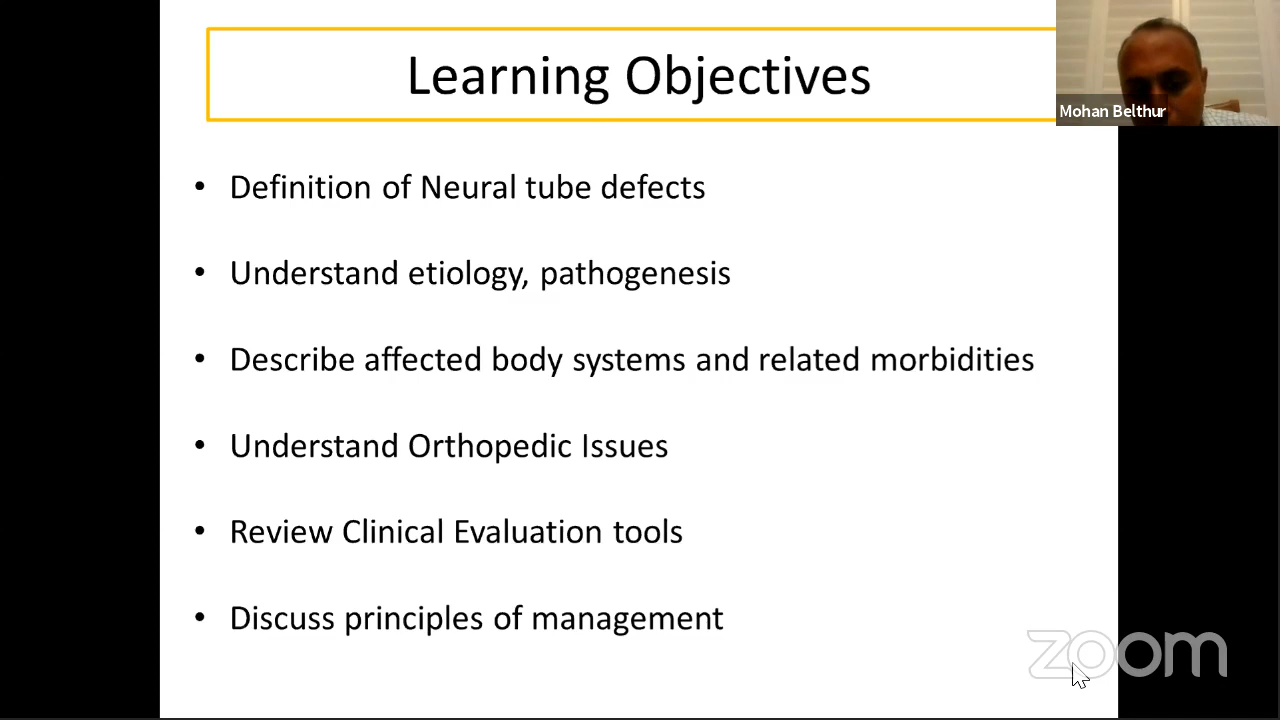 Learning Objectives
Mohan Belthur
• Definition of Neural tube defects
• Understand etiology, pathogenesis
• Describe affected body systems and related morbidities
• Understand Orthopedic Issues
• Review Clinical Evaluation tools
• Discuss principles of management
zoom